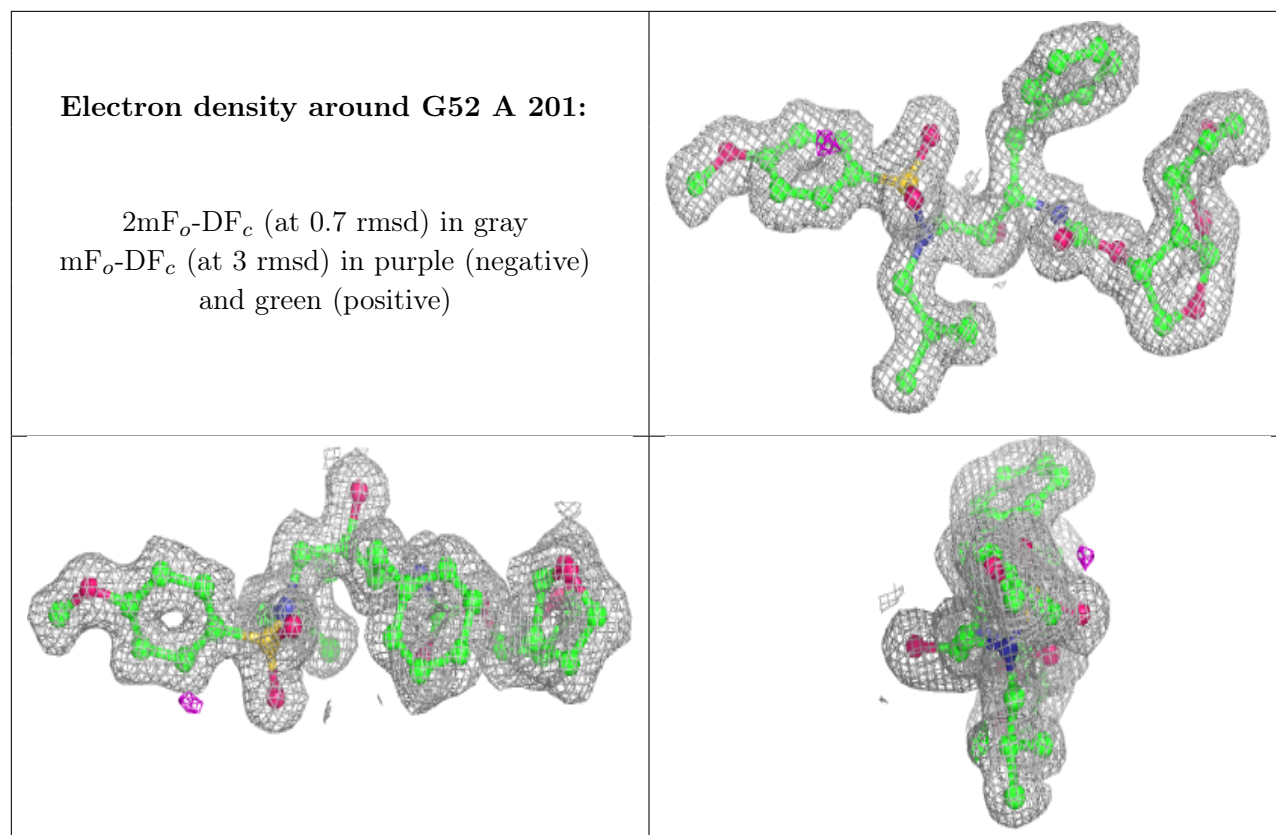 Electron density around G52 A 201:
2mFo-DFc (at 0.7 rmsd) in gray
mFo-DFc (at 3 rmsd) in purple (negative)
and green (positive)